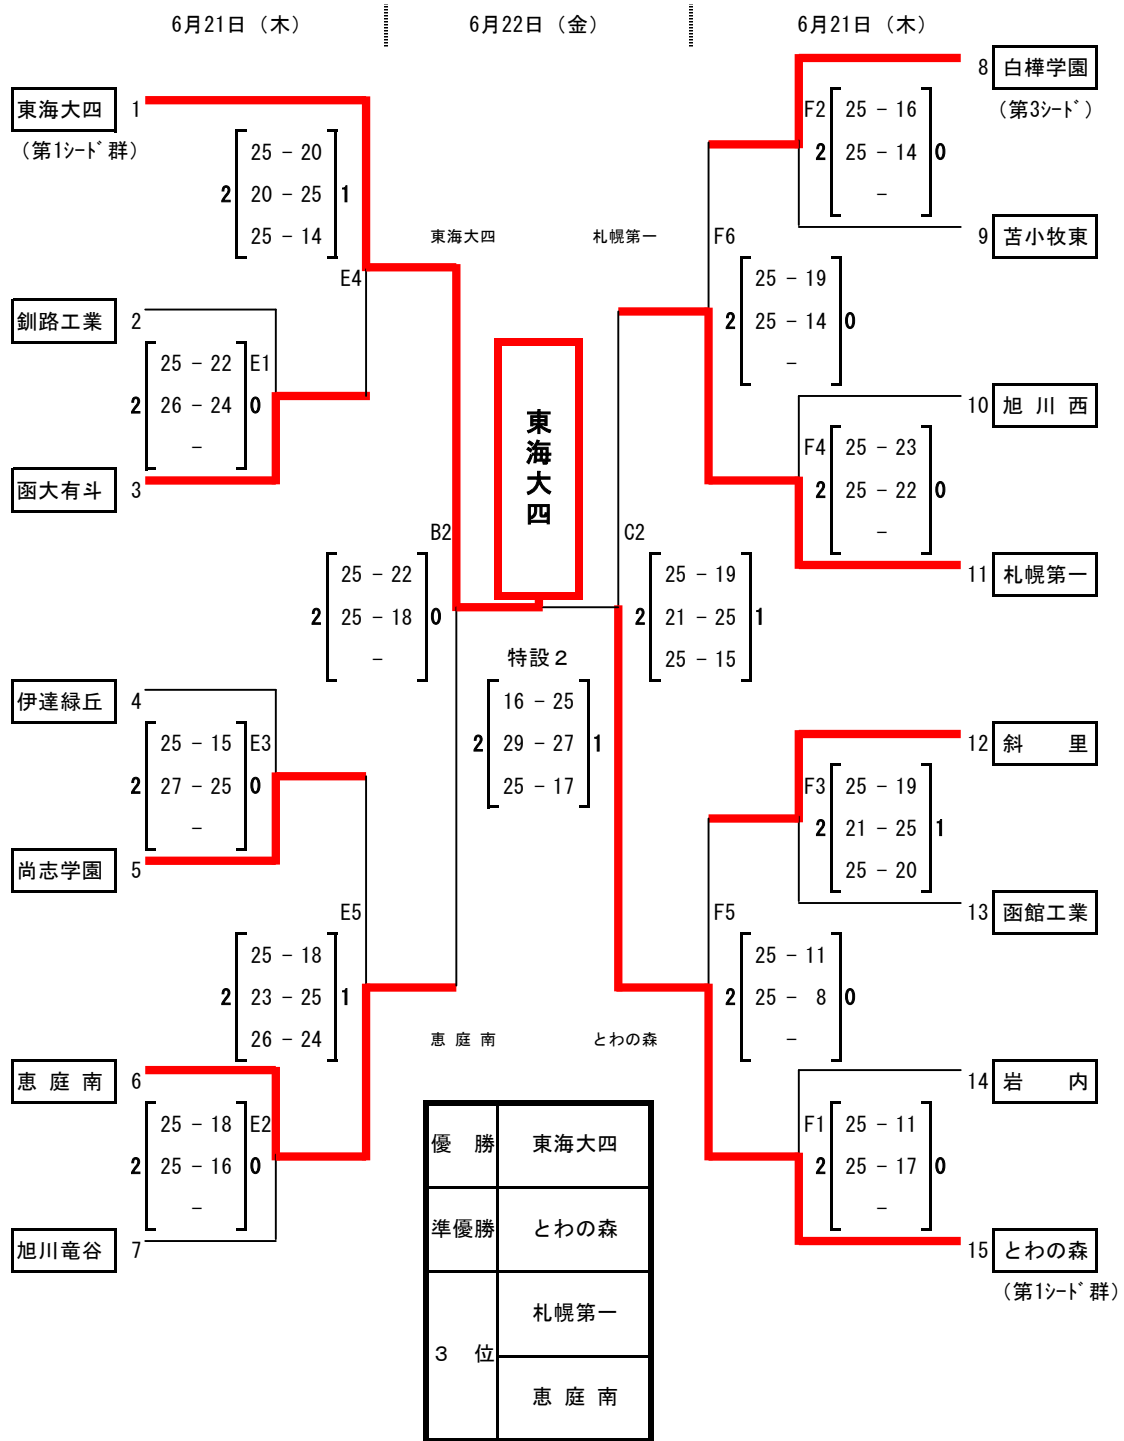 6月21日（木）
6月22日（金）
6月21日（木）
東海大四 1
（第1シード群）
2 25 - 20 1
20 - 25
25 - 14
E4
釧路工業 2
2 25 - 22 0
26 - 24
-
E1
函大有斗 3
東海大四
B2
2 25 - 22 0
25 - 18
-
伊達緑丘 4
2 25 - 15 0
27 - 25
-
E3
尚志学園 5
E5
2 25 - 18 1
23 - 25
26 - 24
恵庭南 6
2 25 - 18 0
25 - 16
-
E2
旭川竜谷 7
恵庭南
東海大四
特設２
2 16 - 25 1
29 - 27
25 - 17
8 白樺学園
（第3シード）
F2
2 25 - 16 0
25 - 14
-
9 苫小牧東
札幌第一
F6
2 25 - 19 0
25 - 14
-
10 旭川西
F4
2 25 - 23 0
25 - 22
-
11 札幌第一
C2
2 25 - 19 1
21 - 25
25 - 15
12 斜里
F3
2 25 - 19 1
21 - 25
25 - 20
13 函館工業
F5
2 25 - 11 0
25 - 8
-
とわの森
14 岩内
F1
2 25 - 11 0
25 - 17
-
15 とわの森
（第1シード群）
優勝 東海大四
準優勝 とわの森
３位 札幌第一
恵庭南